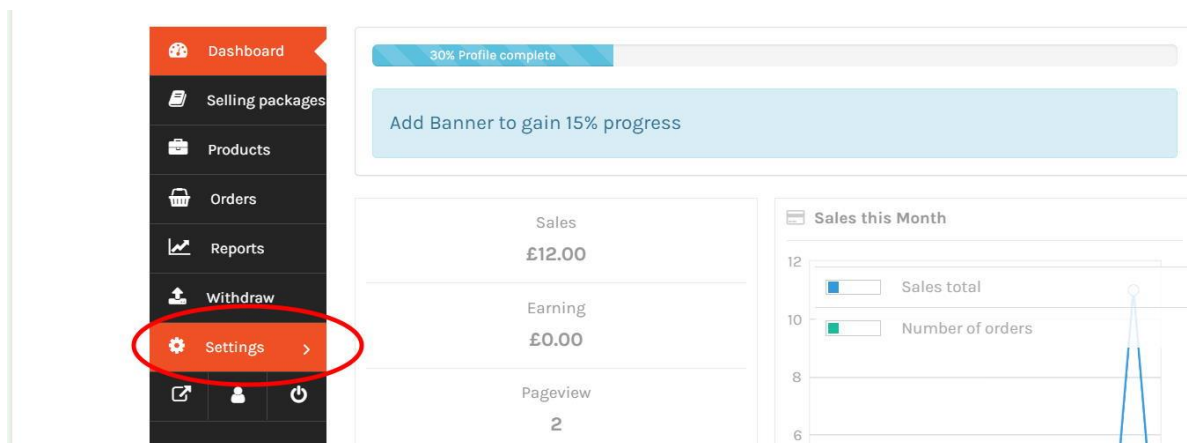 Dashboard
Selling packages
Products
Orders
Reports
Withdraw
Settings
30% Profile complete
Add Banner to gain 15% progress
Sales
£12.00
Earning
£0.00
Pageview
2
Sales this Month
12
Sales total
10
Number of orders
8
6